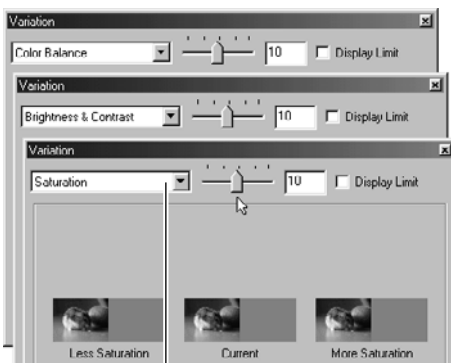 Variation
Color Balance 10 Display Limit
Variation
Brightness & Contrast 10 Display Limit
Variation
Saturation 10 Display Limit
Less Saturation Current More Saturation